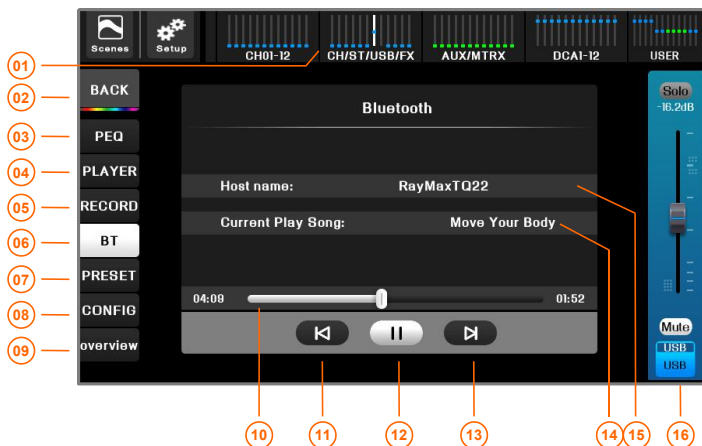 Scenes
Setup
CH01-12
CH/ST/USB/FX
AUX/MTRX
DCA1-12
USER
01
02
03
04
05
06
07
08
09
BACK
PEQ
PLAYER
RECORD
BT
PRESET
CONFIG
overview
Bluetooth
Host name: RayMaxTQ22
Current Play Song: Move Your Body
04:09 01:52
Solo
-16.2dB
Mute
USB
USB
10 11 12 13 14 15 16